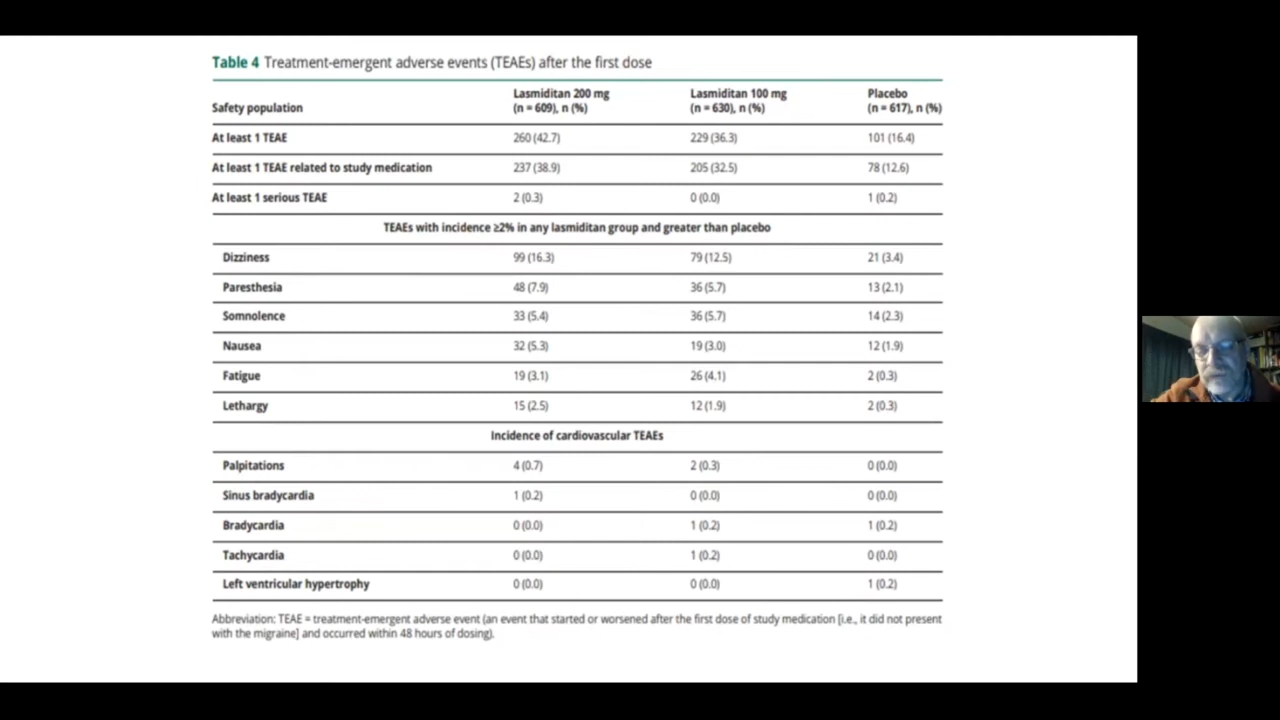 Table 4 Treatment-emergent adverse events (TEAEs) after the first dose
Safety population Lasmiditan 200 mg (n = 609), n (%) Lasmiditan 100 mg (n = 630), n (%) Placebo (n = 617), n (%)
At least 1 TEAE 260 (42.7) 229 (36.3) 101 (16.4)
At least 1 TEAE related to study medication 237 (38.9) 205 (32.5) 78 (12.6)
At least 1 serious TEAE 2 (0.3) 0 (0.0) 1 (0.2)
TEAEs with incidence ≥2% in any lasmiditan group and greater than placebo
Dizziness 99 (16.3) 79 (12.5) 21 (3.4)
Paresthesia 48 (7.9) 36 (5.7) 13 (2.1)
Somnolence 33 (5.4) 36 (5.7) 14 (2.3)
Nausea 32 (5.3) 19 (3.0) 12 (1.9)
Fatigue 19 (3.1) 26 (4.1) 2 (0.3)
Lethargy 15 (2.5) 12 (1.9) 2 (0.3)
Incidence of cardiovascular TEAEs
Palpitations 4 (0.7) 2 (0.3) 0 (0.0)
Sinus bradycardia 1 (0.2) 0 (0.0) 0 (0.0)
Bradycardia 0 (0.0) 1 (0.2) 1 (0.2)
Tachycardia 0 (0.0) 1 (0.2) 0 (0.0)
Left ventricular hypertrophy 0 (0.0) 0 (0.0) 1 (0.2)
Abbreviation: TEAE = treatment-emergent adverse event (an event that started or worsened after the first dose of study medication [i.e., it did not present
with the migraine] and occurred within 48 hours of dosing).